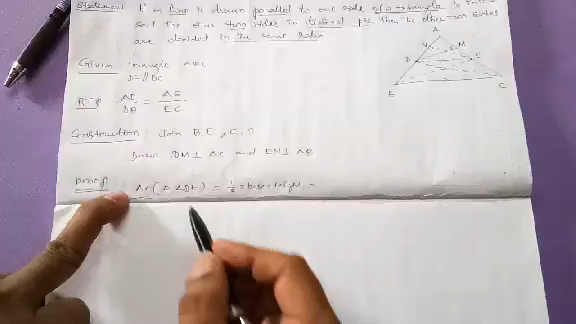 Statement If a line is drawn parallel to one side of a triangle to
the two sides in distinct pts, then the other two sides
are divided in the same ratio
Given Triangle ABC
DE || BC
R.T.P AD/DB = AE/EC
Construction: Join B,E, C,D
Draw DM⊥ AC and EN⊥ AB
Proof Ar(△ADE) = 1/2 × base × height =
A
N
M
D
E
B
C